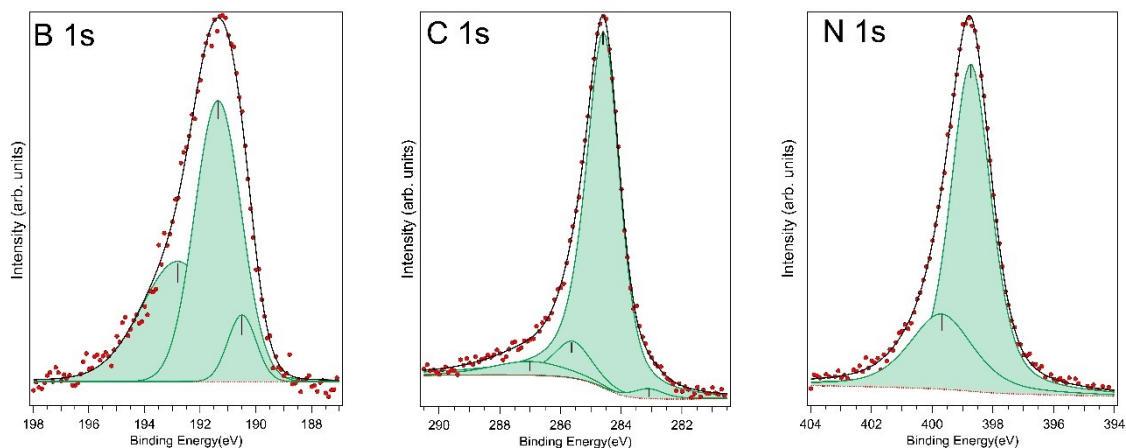 B 1s
Intensity (arb. units)
198 196 194 192 190 188
Binding Energy(eV)
C 1s
Intensity (arb. units)
290 288 286 284 282
Binding Energy(eV)
N 1s
Intensity (arb. units)
404 402 400 398 396 394
Binding Energy(eV)